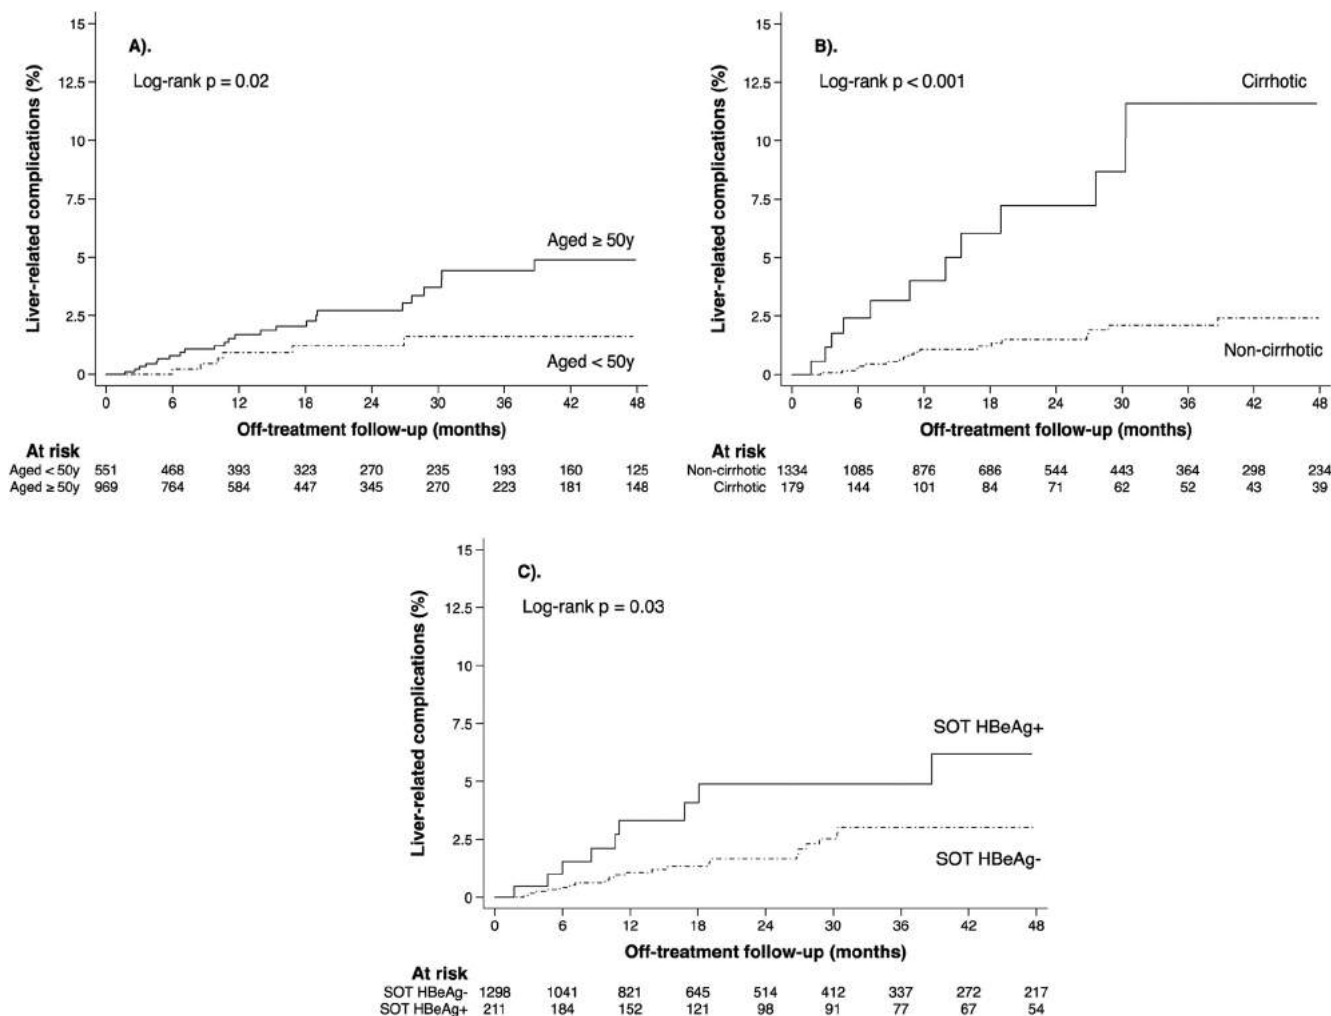 A).
Log-rank p = 0.02
Liver-related complications (%)
15
12.5
10
7.5
5
2.5
0
Aged ≥ 50y
Aged < 50y
0 6 12 18 24 30 36 42 48
Off-treatment follow-up (months)
At risk
Aged < 50y 551 468 393 323 270 235 193 160 125
Aged ≥ 50y 969 764 584 447 345 270 223 181 148
B).
Log-rank p < 0.001
Liver-related complications (%)
15
12.5
10
7.5
5
2.5
0
Cirrhotic
Non-cirrhotic
0 6 12 18 24 30 36 42 48
Off-treatment follow-up (months)
At risk
Non-cirrhotic 1334 1085 876 686 544 443 364 298 234
Cirrhotic 179 144 101 84 71 62 52 43 39
C).
Log-rank p = 0.03
Liver-related complications (%)
15
12.5
10
7.5
5
2.5
0
SOT HBeAg+
SOT HBeAg-
0 6 12 18 24 30 36 42 48
Off-treatment follow-up (months)
At risk
SOT HBeAg- 1298 1041 821 645 514 412 337 272 217
SOT HBeAg+ 211 184 152 121 98 91 77 67 54